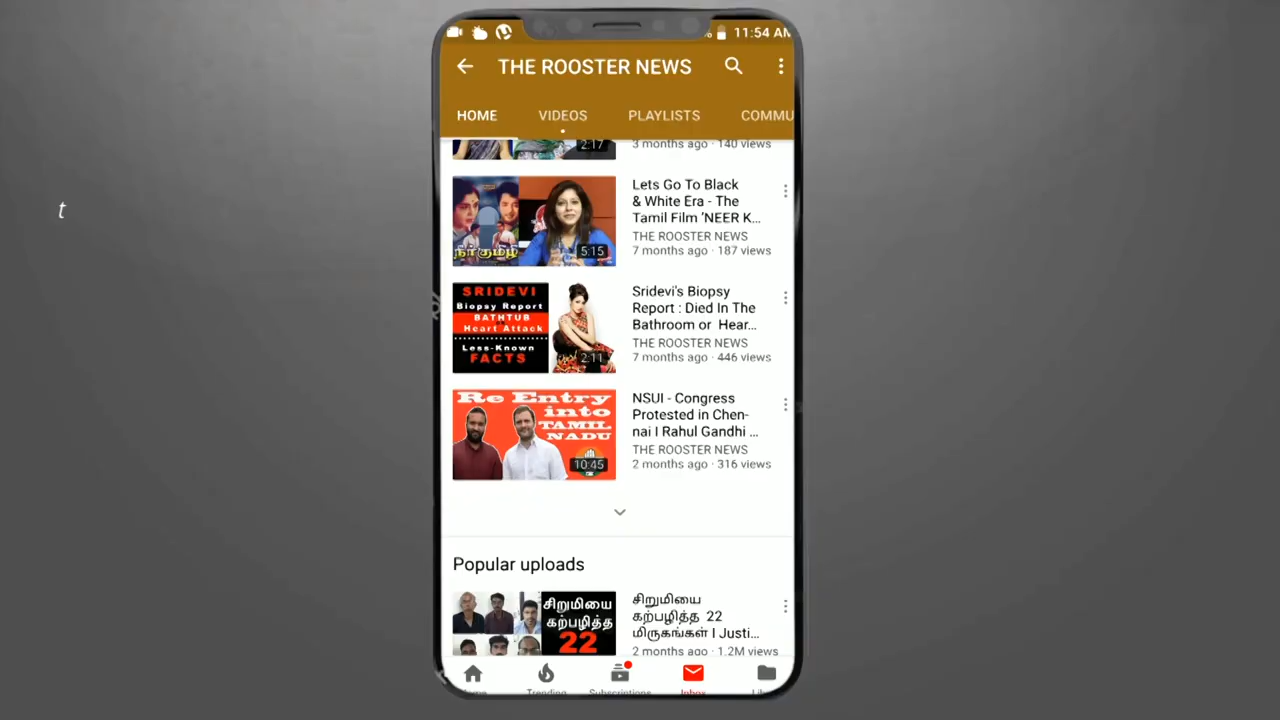 11:54 AM
THE ROOSTER NEWS
HOME VIDEOS PLAYLISTS COMMU
2:17
3 months ago · 140 views
t
நீர்குமிழி
5:15
Lets Go To Black
& White Era - The
Tamil Film 'NEER K...
THE ROOSTER NEWS
7 months ago · 187 views
SRIDEVI
Biopsy Report
BATHTUB
Heart Attack
Less-Known
FACTS
2:11
Sridevi's Biopsy
Report : Died In The
Bathroom or Hear...
THE ROOSTER NEWS
7 months ago · 446 views
Re Entry
into
TAMIL
NADU
10:45
NSUI - Congress
Protested in Chen-
nai I Rahul Gandhi ...
THE ROOSTER NEWS
2 months ago · 316 views
Popular uploads
சிறுமியை
கற்பழித்த
22
சிறுமியை
கற்பழித்த 22
மிருகங்கள் I Justi...
2 months ago · 1.2M views
Trending Subscriptions Inbox